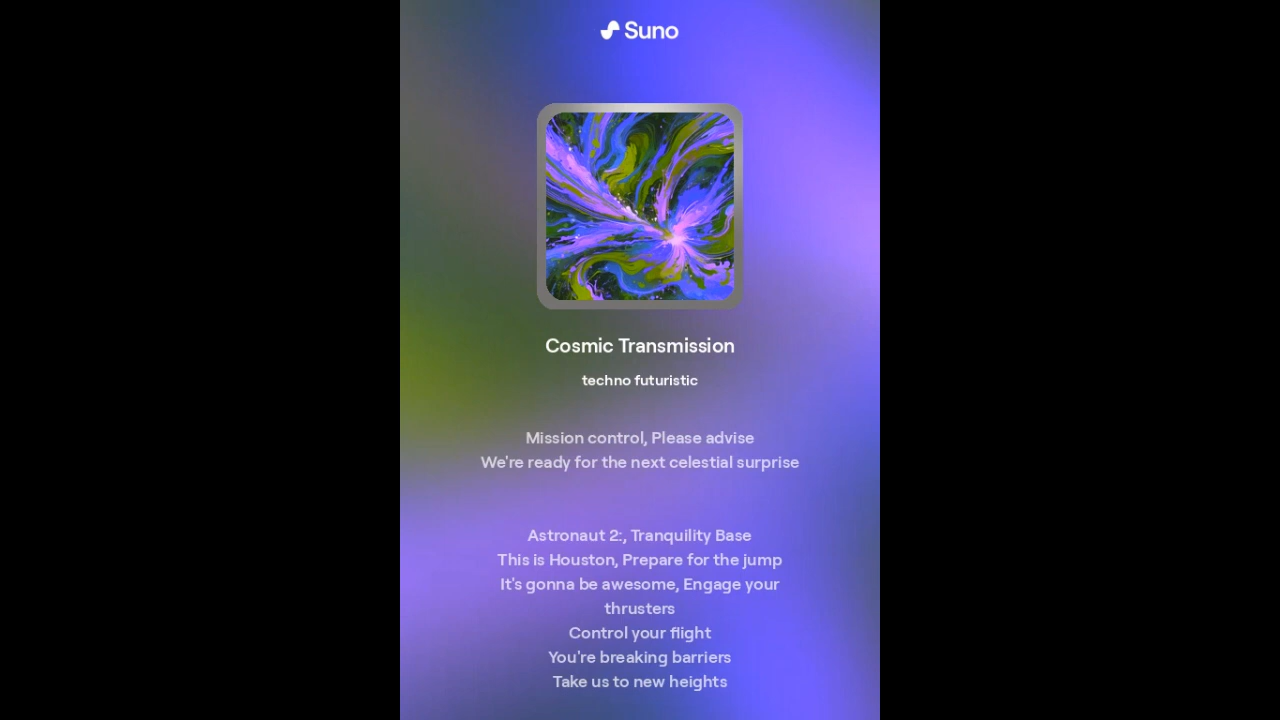 Suno
Cosmic Transmission
techno futuristic
Mission control, Please advise
We're ready for the next celestial surprise
Astronaut 2:, Tranquility Base
This is Houston, Prepare for the jump
It's gonna be awesome, Engage your
thrusters
Control your flight
You're breaking barriers
Take us to new heights